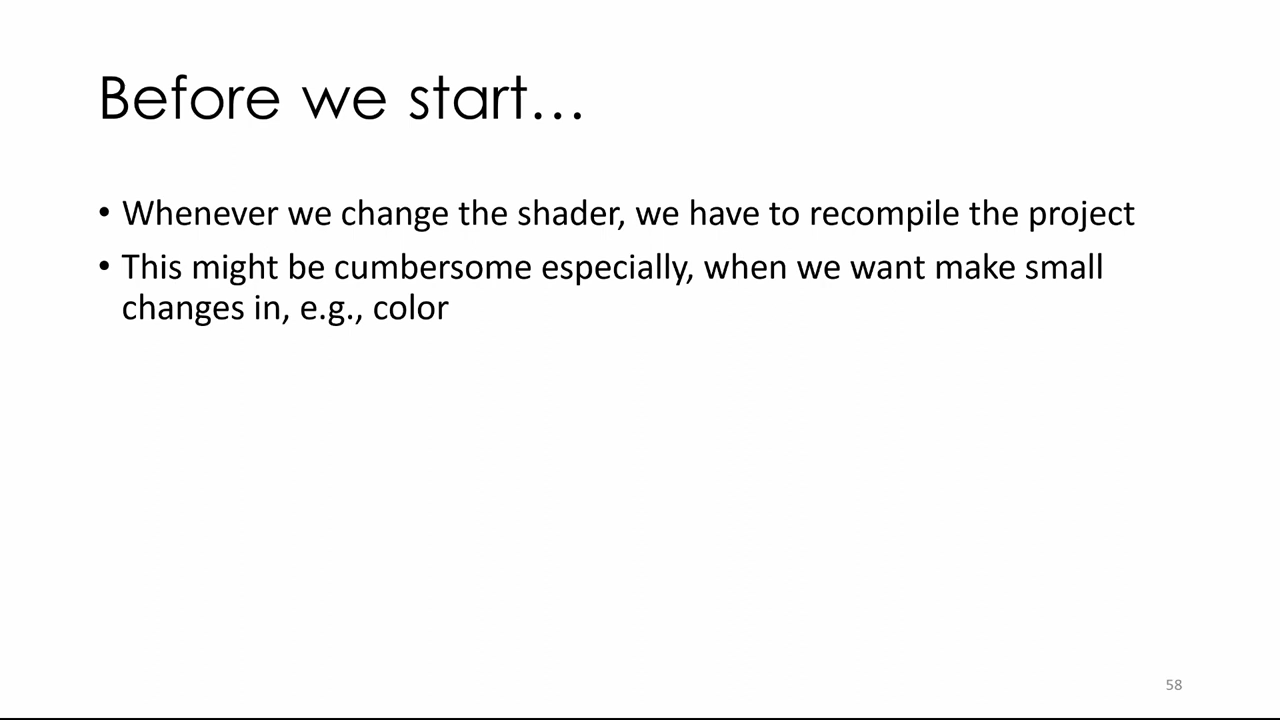 Before we start…
• Whenever we change the shader, we have to recompile the project
• This might be cumbersome especially, when we want make small
changes in, e.g., color
58